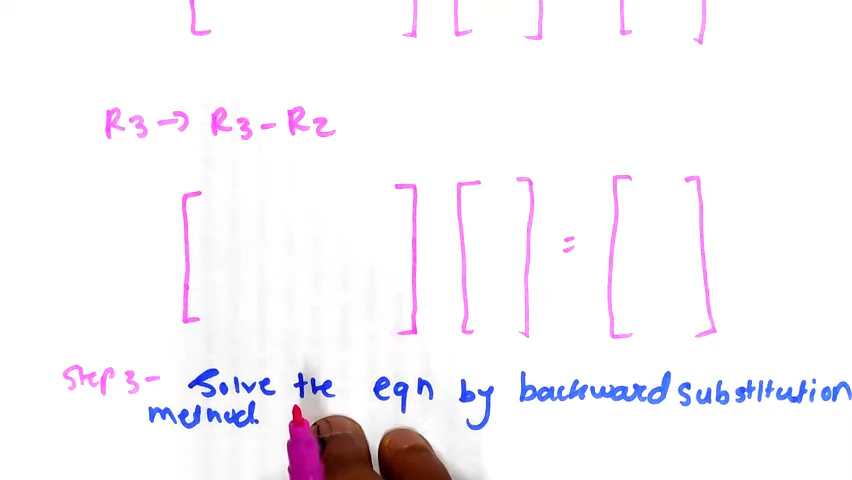 R3 → R3 - R2
[ ] [ ] = [ ]
Step 3 - Solve the eqn by backward substitution
method.